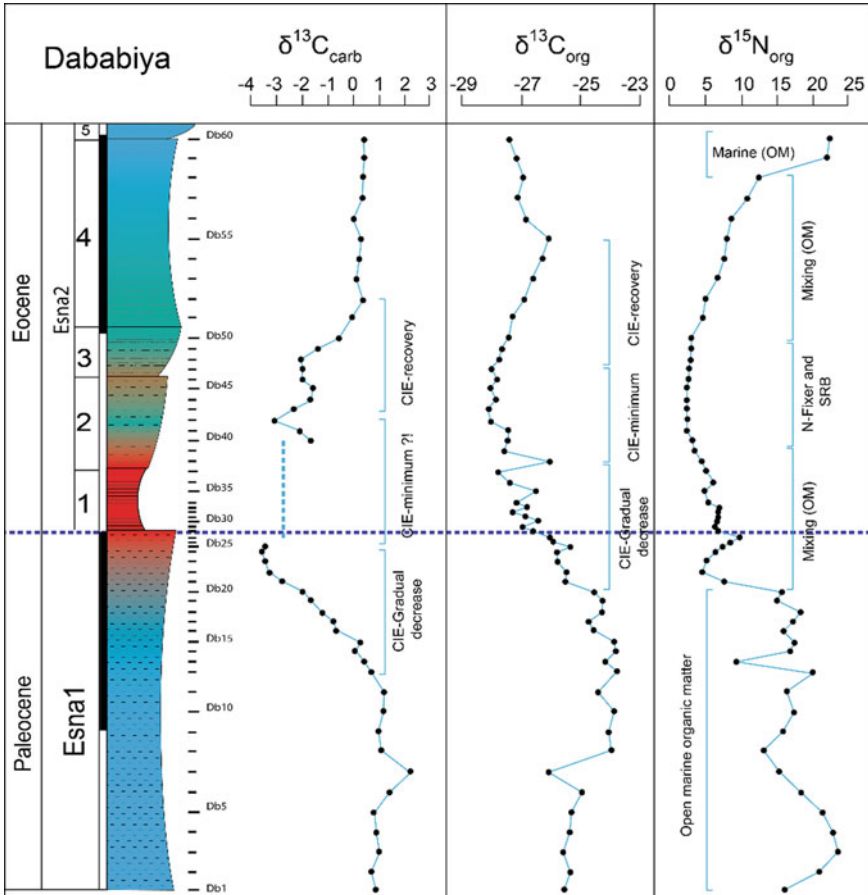 Dababiya
δ13Ccarb
-4 -3 -2 -1 0 1 2 3
δ13Corg
-29 -27 -26 -24
δ15Norg
0 5 10 15 20 25
Eocene
Paleocene
Esna2
Esna1
5
4
3
2
1
Db60
Db55
Db50
Db45
Db40
Db35
Db30
Db25
Db20
Db15
Db10
Db5
Db1
CIE-recovery
CIE-minimum ?!
CIE-Gradual
decrease
CIE-recovery
CIE-minimum
CIE-Gradual
decrease
Marine (OM)
Mixing (OM)
N-Fixer and
SRB
Mixing (OM)
Open marine organic matter